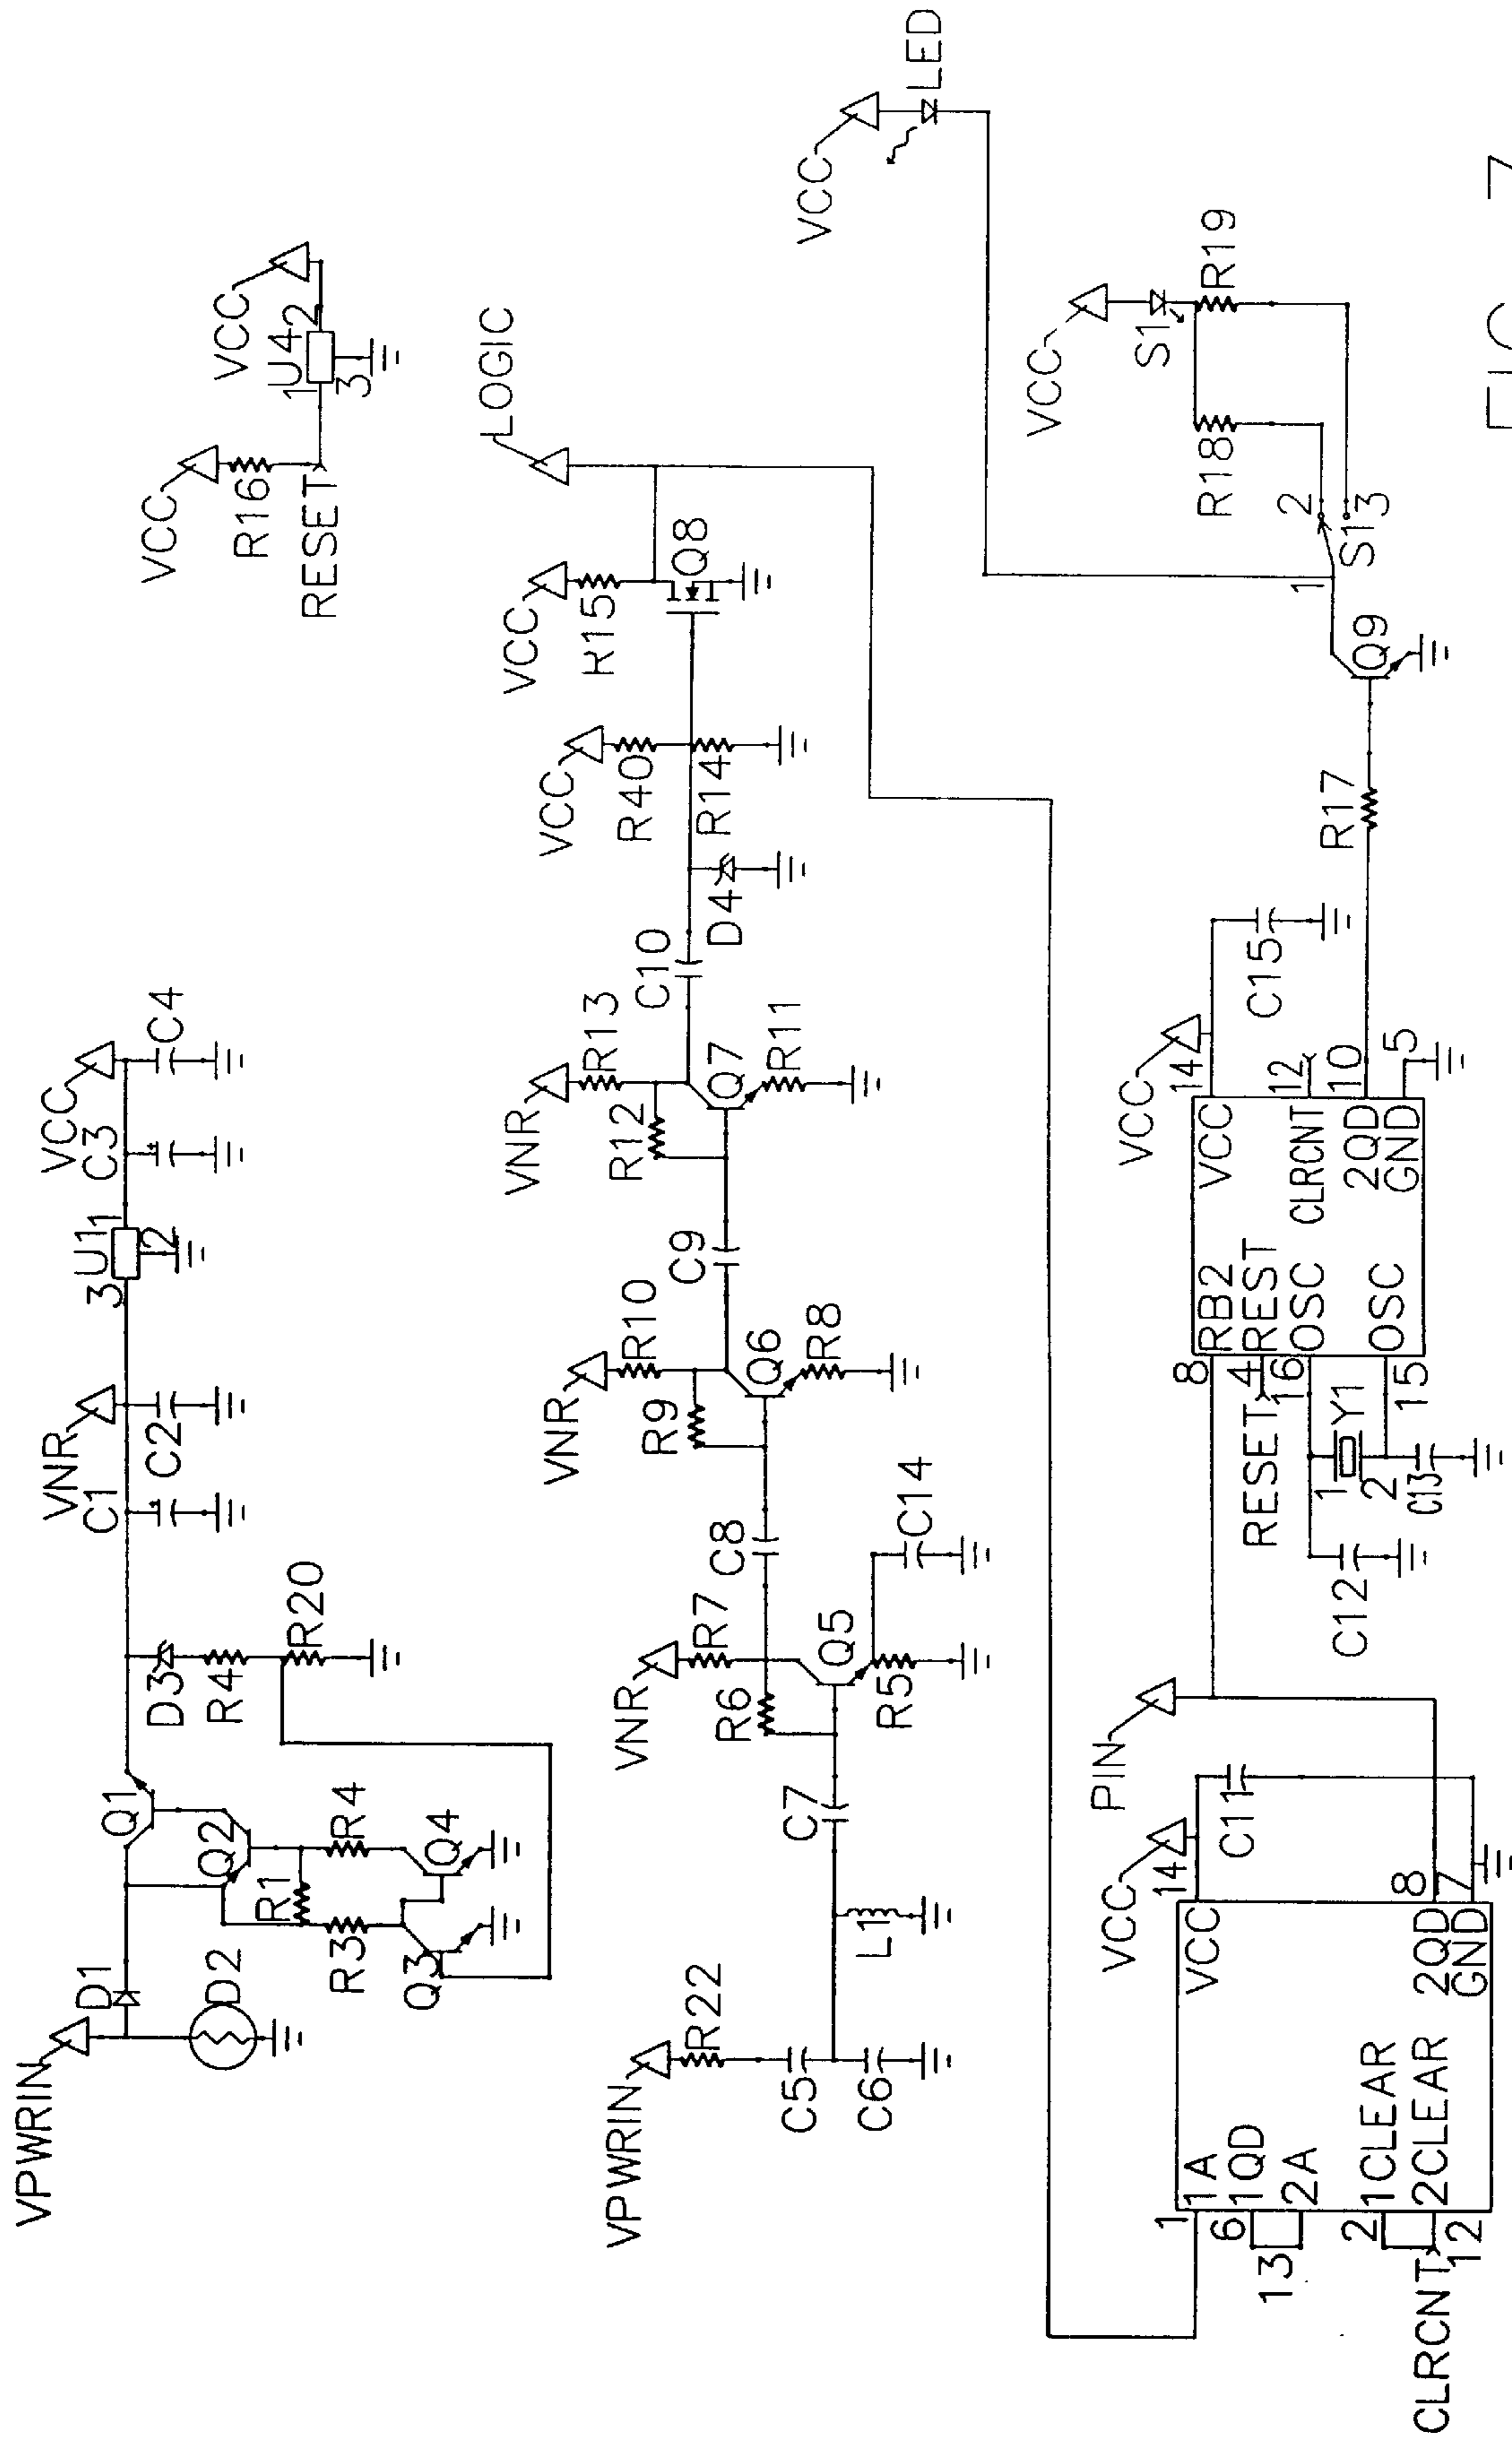 VPWRIN
D1
D2
Q1
Q2
R1
R4
R3
Q3
Q4
D3
R4
R20
C1
VNR
C2
3
U1
1
2
C3
VCC
C4
VCC
R16
RESET
1
U4
2
3
VCC
VPWRIN
R22
C5
C6
L1
C7
VNR
R7
R6
Q5
R5
C14
C8
VNR
R10
R9
Q6
R8
C9
VNR
R13
R12
Q7
R11
C10
D4
VCC
R40
R14
VCC
R15
Q8
LOGIC
VCC
LED
1
1A
6
1QD
13
2A
2
1CLEAR
2CLEAR
12
CLRCNT
VCC
14
VCC
C11
2QD
8
GND
7
PIN
8
RB2
4
REST
RESET
16
OSC
OSC
15
1
Y1
2
C12
C13
VCC
14
VCC
C15
CLRCNT
12
2QD
10
GND
5
R17
Q9
1
S1
2
3
R18
R19
S1
VCC